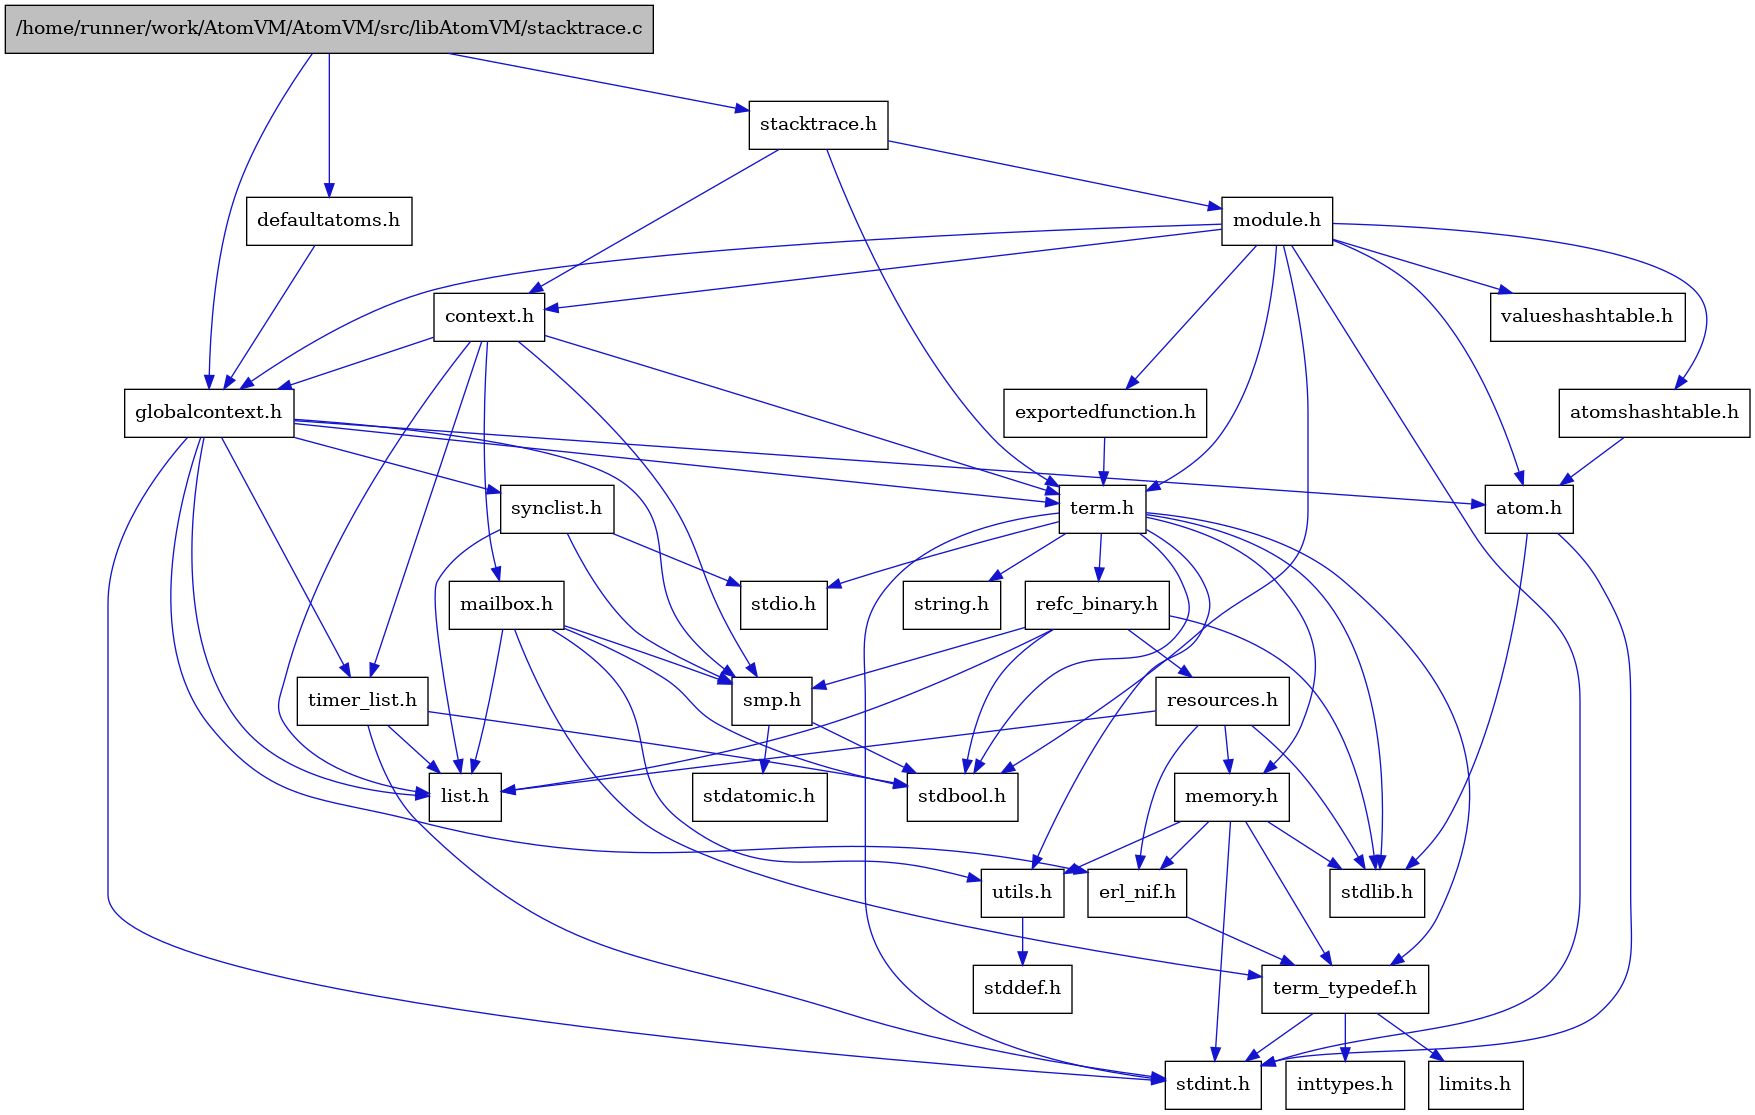 /home/runner/work/AtomVM/AtomVM/src/libAtomVM/stacktrace.c
stacktrace.h
defaultatoms.h
module.h
context.h
valueshashtable.h
globalcontext.h
exportedfunction.h
atomshashtable.h
synclist.h
term.h
atom.h
mailbox.h
stdio.h
string.h
refc_binary.h
timer_list.h
smp.h
resources.h
list.h
stdatomic.h
stdbool.h
memory.h
utils.h
erl_nif.h
stdlib.h
stddef.h
term_typedef.h
stdint.h
inttypes.h
limits.h